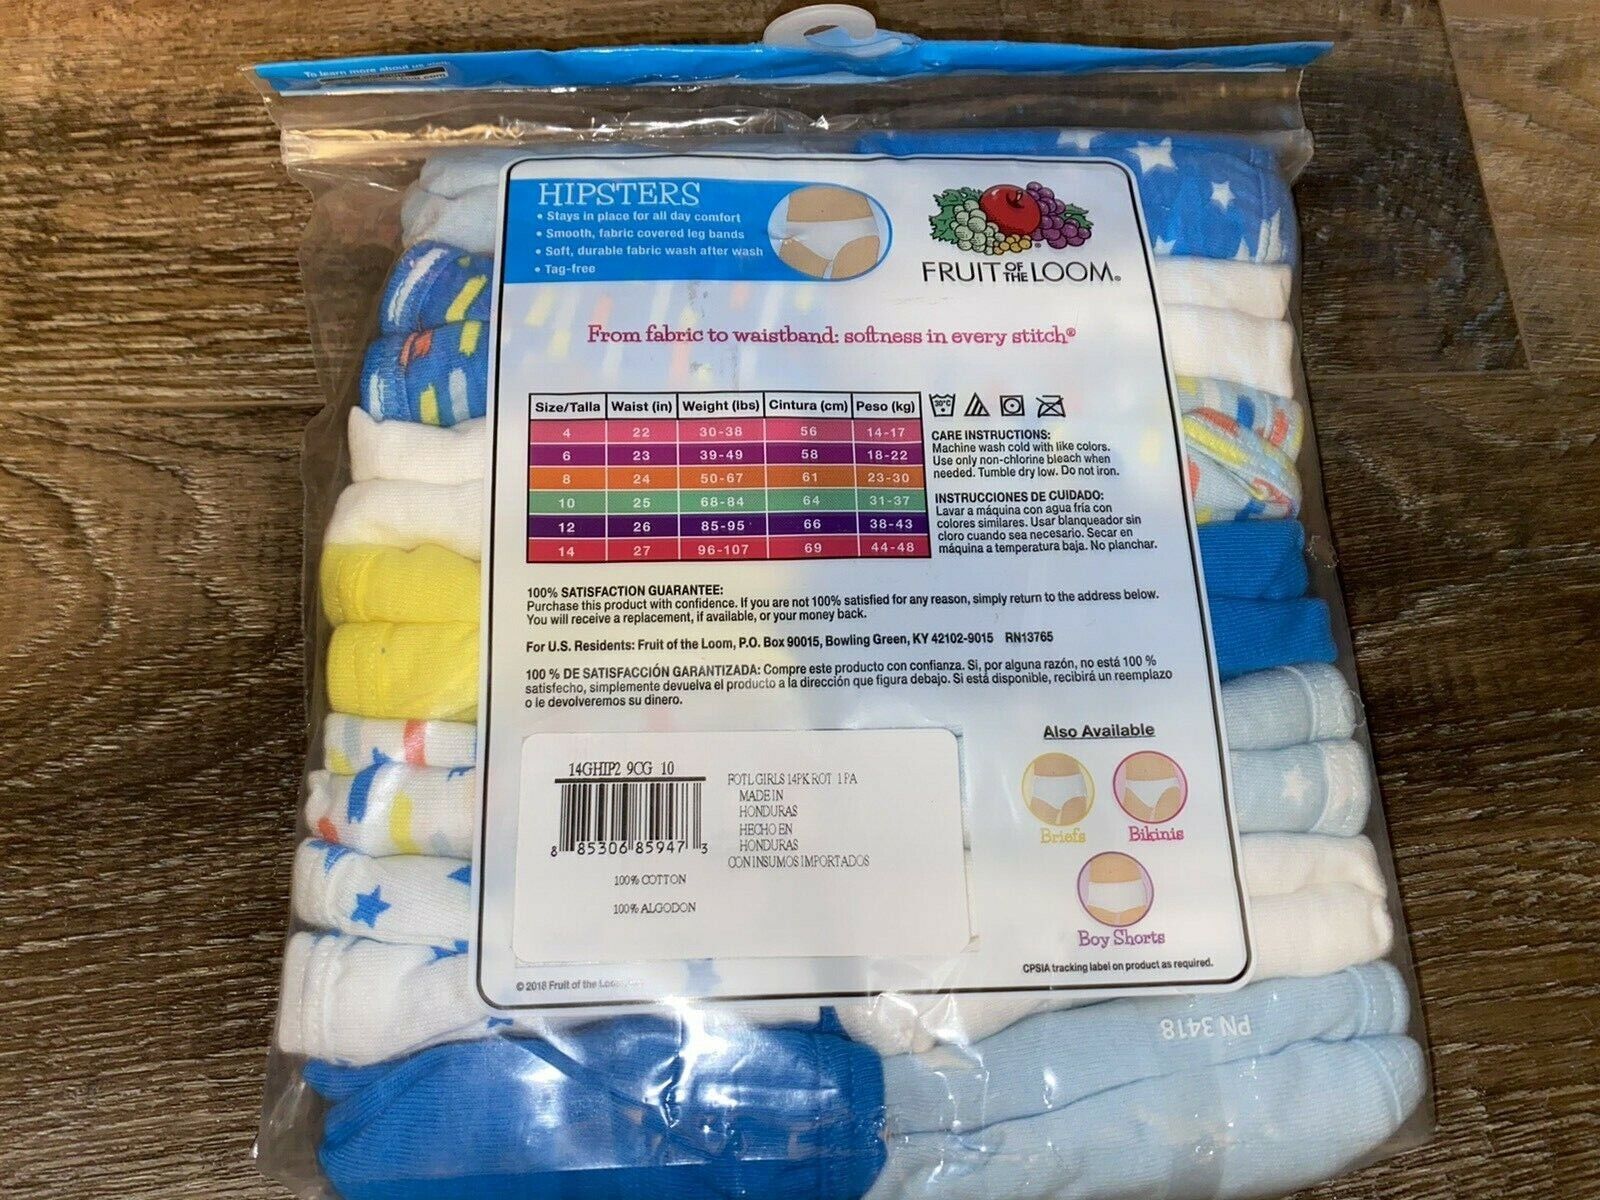 To learn more about us visit:
HIPSTERS
• Stays in place for all day comfort
• Smooth, fabric covered leg bands
• Soft, durable fabric wash after wash
• Tag-free
FRUIT OF THE LOOM®
From fabric to waistband: softness in every stitch®
Size/Talla Waist (in) Weight (lbs) Cintura (cm) Peso (kg)
4 22 30-38 56 14-17
6 23 39-49 58 18-22
8 24 50-67 61 23-30
10 25 68-84 64 31-37
12 26 85-95 66 38-43
14 27 96-107 69 44-48
30°C
CARE INSTRUCTIONS:
Machine wash cold with like colors.
Use only non-chlorine bleach when
needed. Tumble dry low. Do not iron.
INSTRUCCIONES DE CUIDADO:
Lavar a máquina con agua fría con
colores similares. Usar blanqueador sin
cloro cuando sea necesario. Secar en
máquina a temperatura baja. No planchar.
100% SATISFACTION GUARANTEE:
Purchase this product with confidence. If you are not 100% satisfied for any reason, simply return to the address below.
You will receive a replacement, if available, or your money back.
For U.S. Residents: Fruit of the Loom, P.O. Box 90015, Bowling Green, KY 42102-9015 RN13765
100 % DE SATISFACCIÓN GARANTIZADA: Compre este producto con confianza. Si, por alguna razón, no está 100 %
satisfecho, simplemente devuelva el producto a la dirección que figura debajo. Si está disponible, recibirá un reemplazo
o le devolveremos su dinero.
14GHIP2 9CG 10
8 85306 85947 3
100% COTTON
100% ALGODON
FOTL GIRLS 14PK ROT 1 PA
MADE IN
HONDURAS
HECHO EN
HONDURAS
CON INSUMOS IMPORTADOS
Also Available
Briefs
Bikinis
Boy Shorts
CPSIA tracking label on product as required.
© 2018 Fruit of the Loom
PN 3418